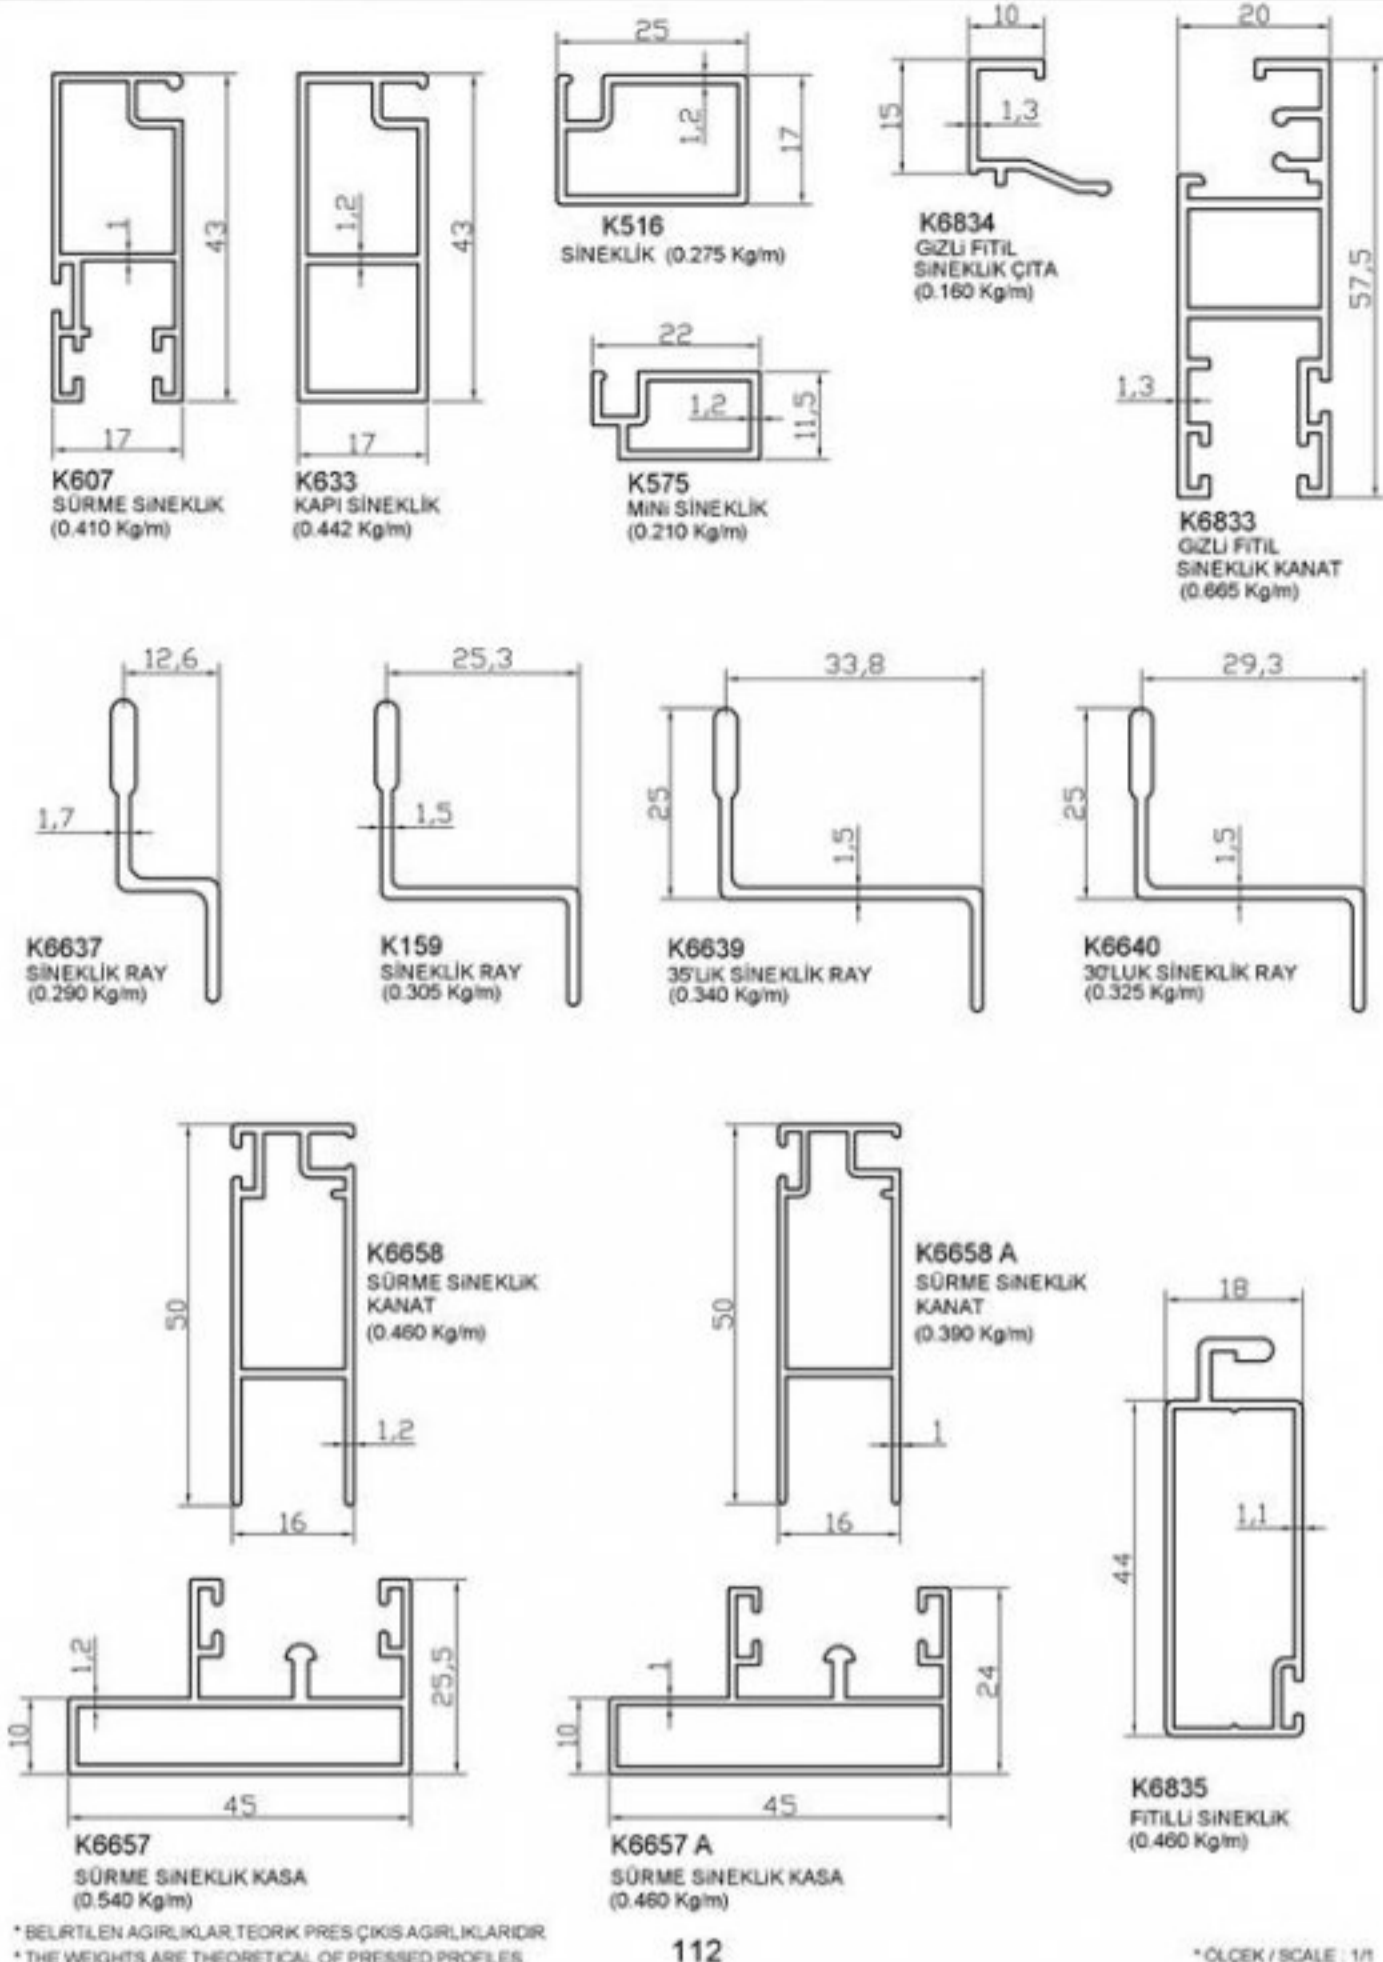 25
10
20
43
43
1,2
17
15
1,3
57,5
1
1,2
K516
SİNEKLİK (0.275 Kg/m)
K6834
GİZLİ FİTİL
SİNEKLİK ÇITA
(0.160 Kg/m)
22
1,2
11,5
1,3
17
17
K607
SÜRME SİNEKLİK
(0.410 Kg/m)
K633
KAPI SİNEKLİK
(0.442 Kg/m)
K575
MİNİ SİNEKLİK
(0.210 Kg/m)
K6833
GİZLİ FİTİL
SİNEKLİK KANAT
(0.665 Kg/m)
12,6
25,3
33,8
29,3
1,7
1,5
25
1,5
25
1,5
K6637
SİNEKLİK RAY
(0.290 Kg/m)
K159
SİNEKLİK RAY
(0.305 Kg/m)
K6639
35'LİK SİNEKLİK RAY
(0.340 Kg/m)
K6640
30'LUK SİNEKLİK RAY
(0.325 Kg/m)
50
K6658
SÜRME SİNEKLİK
KANAT
(0.460 Kg/m)
1,2
16
50
K6658 A
SÜRME SİNEKLİK
KANAT
(0.390 Kg/m)
1
16
18
1,1
44
K6835
FİTİLLİ SİNEKLİK
(0.460 Kg/m)
1,2
25,5
10
45
K6657
SÜRME SİNEKLİK KASA
(0.540 Kg/m)
1
24
10
45
K6657 A
SÜRME SİNEKLİK KASA
(0.460 Kg/m)
* BELİRTİLEN AGIRLIKLAR, TEORİK PRES ÇIKIS AGIRLIKLARIDIR
* THE WEIGHTS ARE THEORETICAL OF PRESSED PROFILES
112
* ÖLCEK / SCALE : 1/1